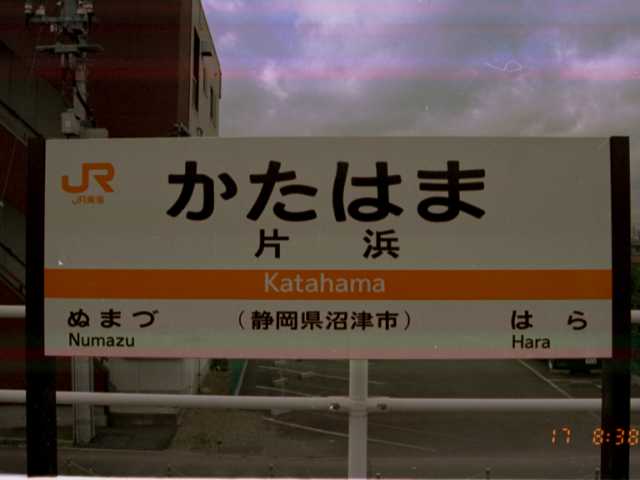 JR
JR東海
かたはま
片浜
Katahama
ぬまづ
（静岡県沼津市）
はら
Numazu
Hara
17 8:38